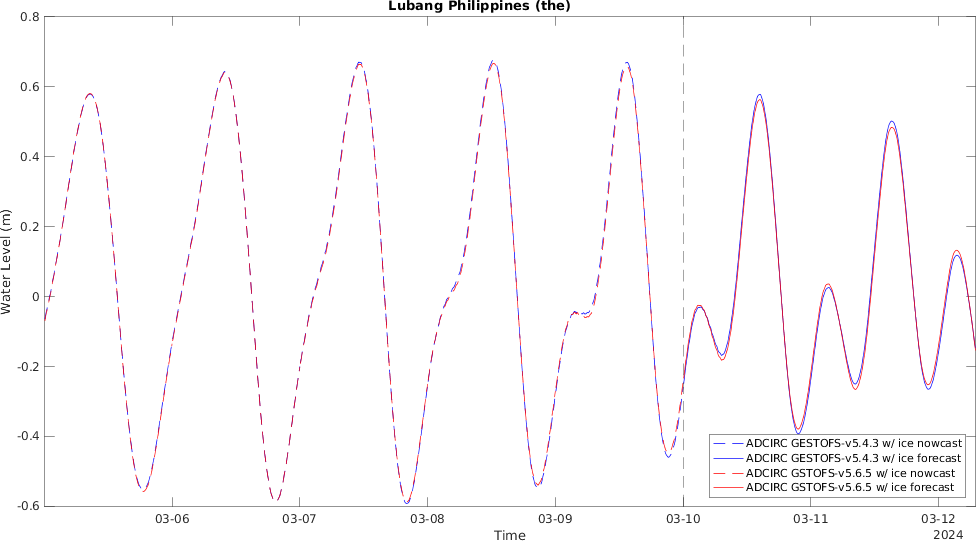 Lubang Philippines (the)
0.8
0.6
0.4
0.2
0
-0.2
-0.4
-0.6
Water Level (m)
ADCIRC GESTOFS-v5.4.3 w/ ice nowcast
ADCIRC GESTOFS-v5.4.3 w/ ice forecast
ADCIRC GSTOFS-v5.6.5 w/ ice nowcast
ADCIRC GSTOFS-v5.6.5 w/ ice forecast
03-06 03-07 03-08 03-09 03-10 03-11 03-12
Time 2024